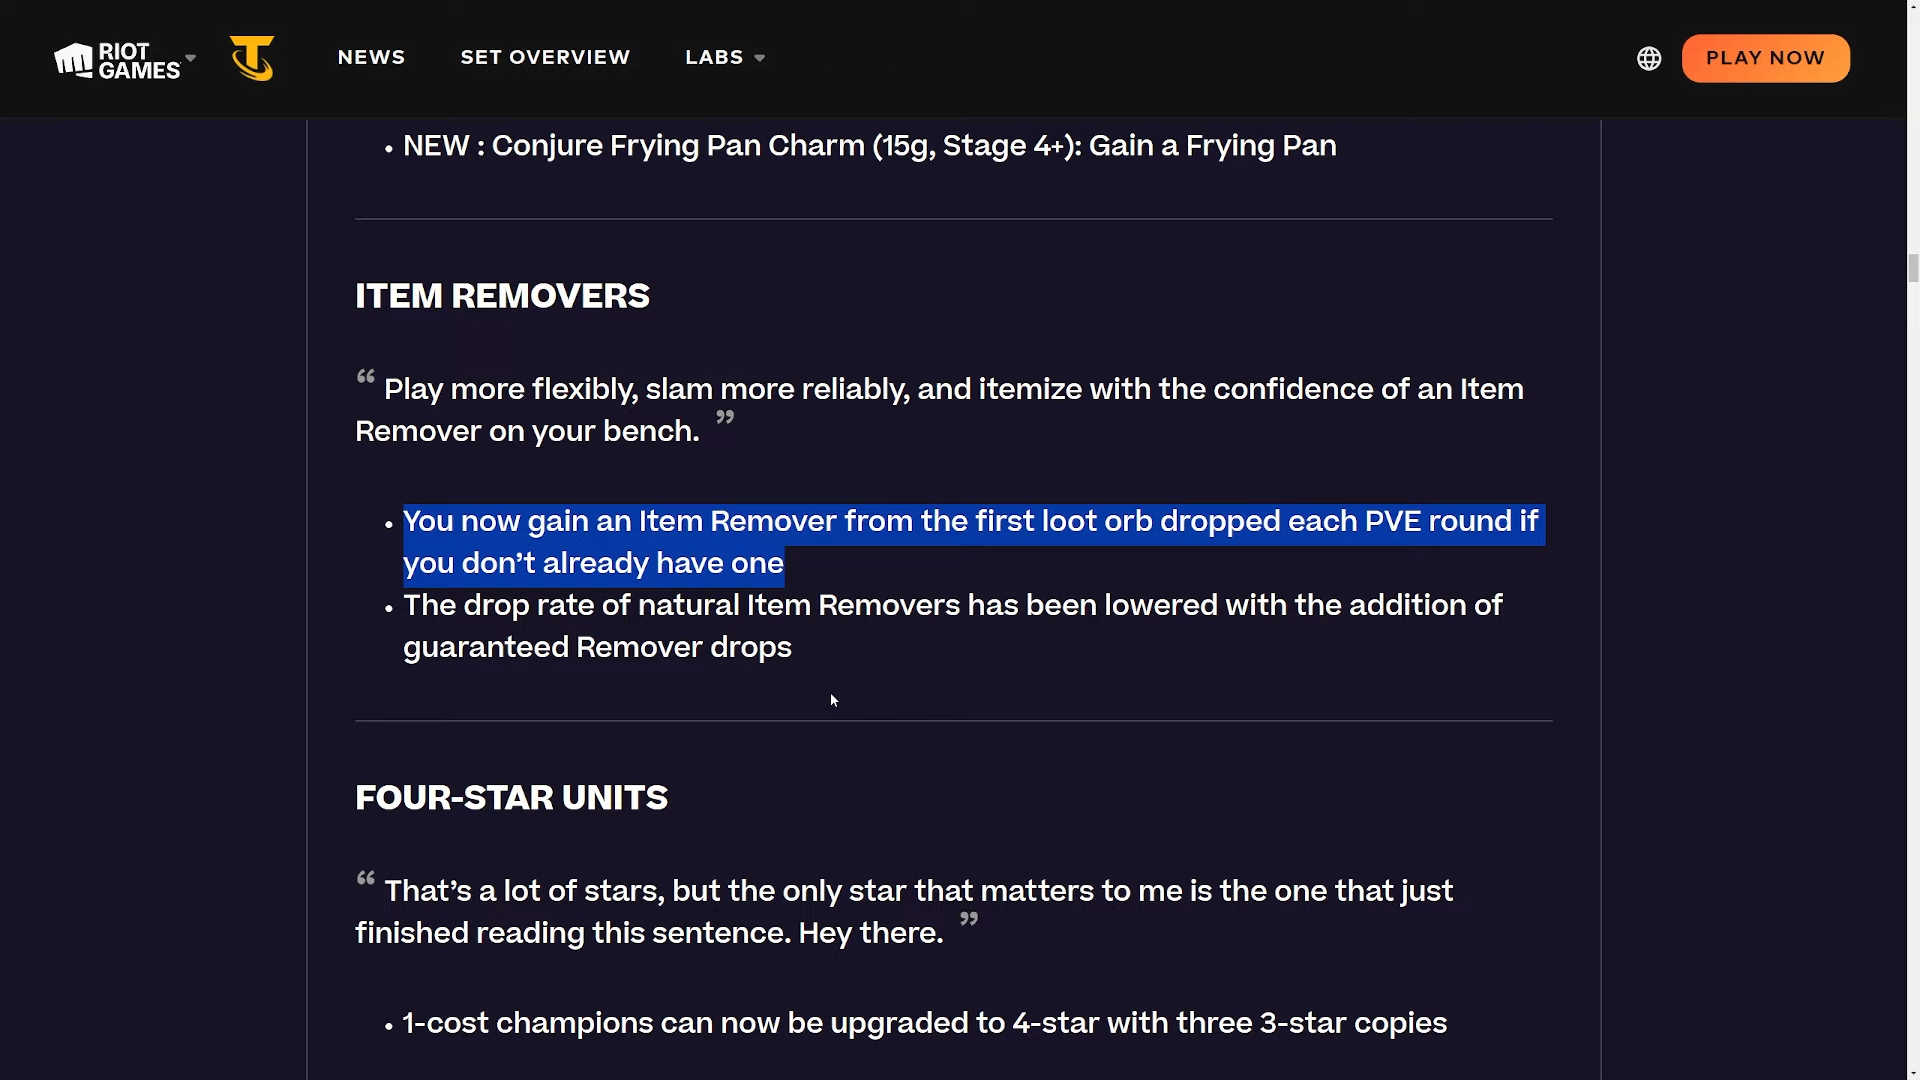 RIOT
GAMES
NEWS
SET OVERVIEW
LABS
PLAY NOW
• NEW : Conjure Frying Pan Charm (15g, Stage 4+): Gain a Frying Pan
ITEM REMOVERS
“ Play more flexibly, slam more reliably, and itemize with the confidence of an Item
Remover on your bench. ”
• You now gain an Item Remover from the first loot orb dropped each PVE round if
you don’t already have one
• The drop rate of natural Item Removers has been lowered with the addition of
guaranteed Remover drops
FOUR-STAR UNITS
“ That’s a lot of stars, but the only star that matters to me is the one that just
finished reading this sentence. Hey there. ”
• 1-cost champions can now be upgraded to 4-star with three 3-star copies